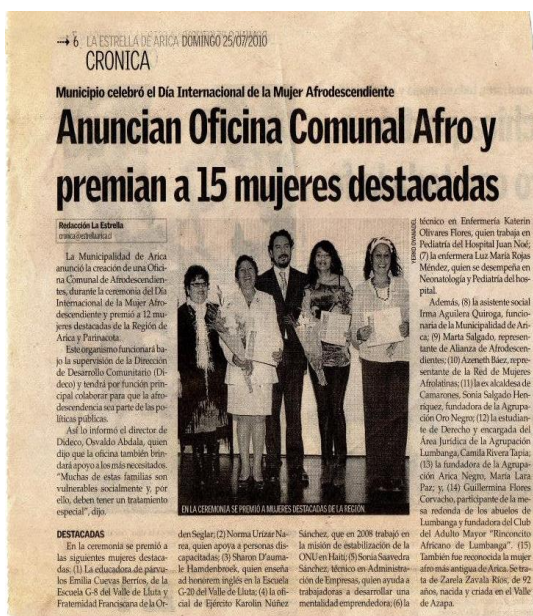 6 LA ESTRELLA DE ARICA DOMINGO 25/07/2010
CRONICA
Municipio celebró el Día Internacional de la Mujer Afrodescendiente
Anuncian Oficina Comunal Afro y
premian a 15 mujeres destacadas
Redacción La Estrella
cronica@estrellaarica.cl
La Municipalidad de Arica
anunció la creación de una Ofici-
na Comunal de Afrodescendien-
tes, durante la ceremonia del Día
Internacional de la Mujer Afro-
descendiente y premió a 12 mu-
jeres destacadas de la Región de
Arica y Parinacota.
Este organismo funcionará ba-
jo la supervisión de la Dirección
de Desarrollo Comunitario (Di-
deco) y tendrá por función prin-
cipal colaborar para que la afro-
descendencia sea parte de las po-
líticas públicas.
Así lo informó el director de
Dideco, Osvaldo Abdala, quien
dijo que la oficina también brin-
dará apoyo a los más necesitados.
"Muchas de estas familias son
vulnerables socialmente y, por
ello, deben tener un tratamiento
especial", dijo.
EN LA CEREMONIA SE PREMIÓ A MUJERES DESTACADAS DE LA REGIÓN
DESTACADAS
En la ceremonia se premió a
las siguientes mujeres destaca-
das. (1) La educadora de párvu-
los Emilia Cuevas Berríos, de la
Escuela G-8 del Valle de Lluta y
Fraternidad Franciscana de la Or-
den Seglar; (2) Norma Urízar Na-
rea, quien apoya a personas dis-
capacitadas; (3) Sharon D'auma-
le Hamdenbroek, quien enseña
ad honorem inglés en la Escuela
G-20 del Valle de Lluta; (4) la ofi-
cial de Ejército Karolin Núñez
Sánchez, que en 2008 trabajó en
la misión de estabilización de la
ONU en Haití; (5) Sonia Saavedra
Sánchez, técnico en Administra-
ción de Empresas, quien ayuda a
trabajadoras a desarrollar una
mentalidad emprendedora; (6) la
técnico en Enfermería Katerin
Olivares Flores, quien trabaja en
Pediatría del Hospital Juan Noé;
(7) la enfermera Luz María Rojas
Méndez, quien se desempeña en
Neonatología y Pediatría del hos-
pital.
Además, (8) la asistente social
Irma Aguilera Quiroga, funcio-
naria de la Municipalidad de Ari-
ca; (9) Marta Salgado, represen-
tante de Alianza de Afrodescen-
dientes; (10) Azeneth Báez, repre-
sentante de la Red de Mujeres
Afrolatinas; (11) la ex alcaldesa de
Camarones, Sonia Salgado Hen-
ríquez, fundadora de la Agrupa-
ción Oro Negro; (12) la estudian-
te de Derecho y encargada del
Área Jurídica de la Agrupación
Lumbanga, Camila Rivera Tapia;
(13) la fundadora de la Agrupa-
ción Arica Negro, María Lara
Paz; y, (14) Guillermina Flores
Corvacho, participante de la me-
sa redonda de los abuelos de
Lumbanga y fundadora del Club
del Adulto Mayor "Rinconcito
Africano de Lumbanga". (15)
También fue reconocida la mujer
afro más antigua de Arica. Se tra-
ta de Zarela Zavala Ríos, de 92
años, nacida y criada en el Valle
de Azapa.